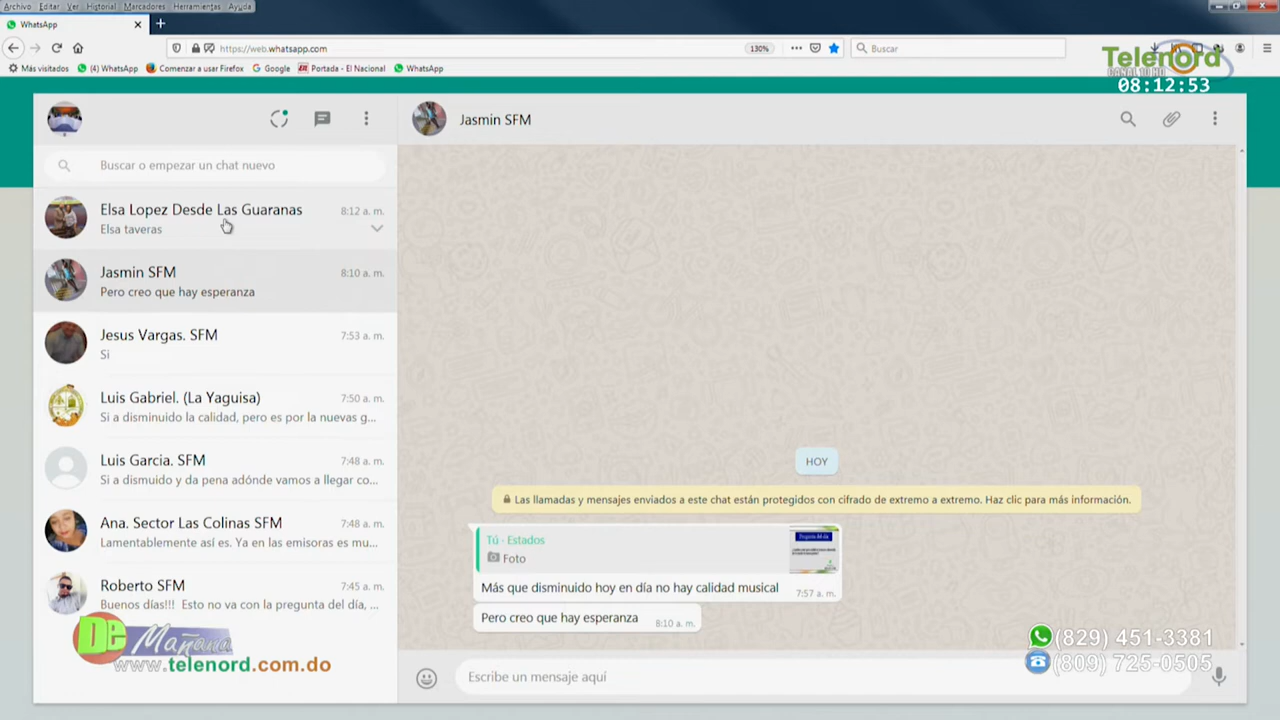 Archivo Editar Ver Historial Marcadores Herramientas Ayuda
WhatsApp
https://web.whatsapp.com
130%
Buscar
Más visitados (4) WhatsApp Comenzar a usar Firefox Google Portada - El Nacional WhatsApp
Telenord
08:12:53
Jasmin SFM
Buscar o empezar un chat nuevo
Elsa Lopez Desde Las Guaranas 8:12 a. m.
Elsa taveras
Jasmin SFM 8:10 a. m.
Pero creo que hay esperanza
Jesus Vargas. SFM 7:53 a. m.
Si
Luis Gabriel. (La Yaguisa) 7:50 a. m.
Si a disminuido la calidad, pero es por la nuevas g...
Luis Garcia. SFM 7:48 a. m.
Si a dismuido y da pena adónde vamos a llegar co...
Ana. Sector Las Colinas SFM 7:48 a. m.
Lamentablemente así es. Ya en las emisoras es mu...
Roberto SFM 7:45 a. m.
Buenos días!!! Esto no va con la pregunta del día, ...
De Mañana
www.telenord.com.do
HOY
Las llamadas y mensajes enviados a este chat están protegidos con cifrado de extremo a extremo. Haz clic para más información.
Tú - Estados
Foto
Más que disminuido hoy en día no hay calidad musical 7:57 a. m.
Pero creo que hay esperanza 8:10 a. m.
Escribe un mensaje aquí
(829) 451-3381
(809) 725-0505